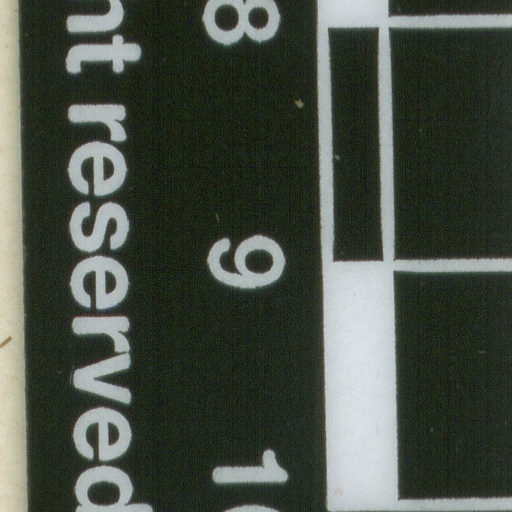 8 9 1
nt reserved